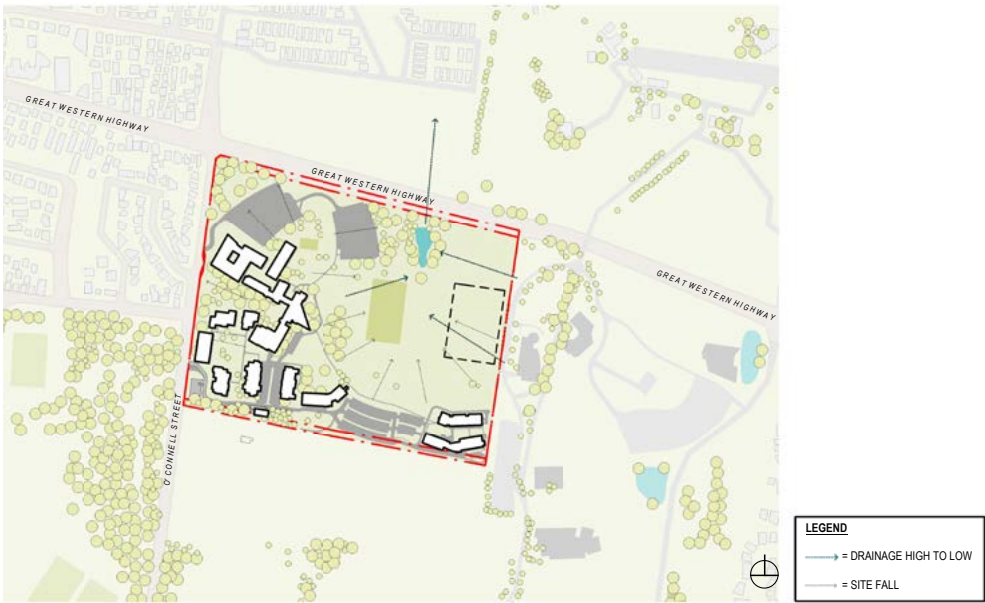 GREAT WESTERN HIGHWAY
GREAT WESTERN HIGHWAY
GREAT WESTERN HIGHWAY
O'CONNELL STREET
LEGEND
= DRAINAGE HIGH TO LOW
= SITE FALL